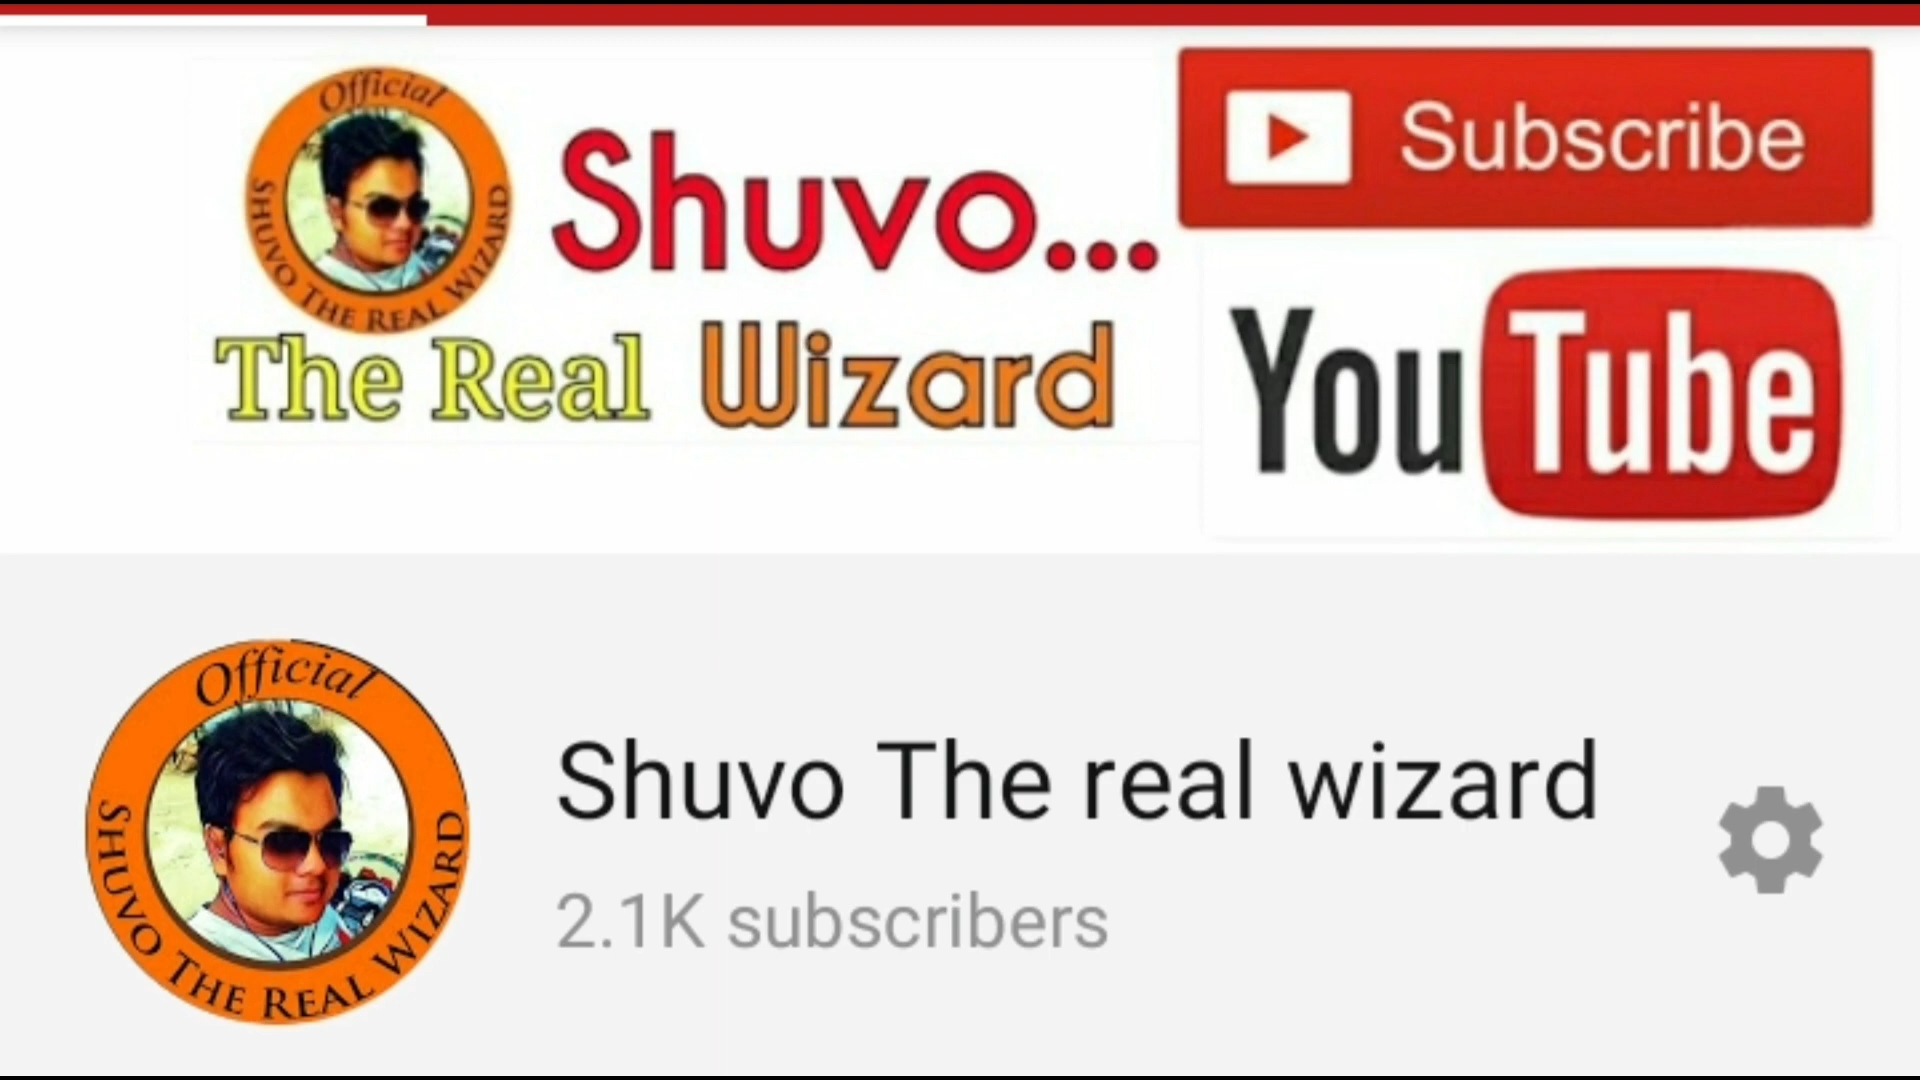 Official
SHUVO THE REAL WIZARD
Shuvo...
The Real Wizard
Subscribe
YouTube
Official
SHUVO THE REAL WIZARD
Shuvo The real wizard
2.1K subscribers